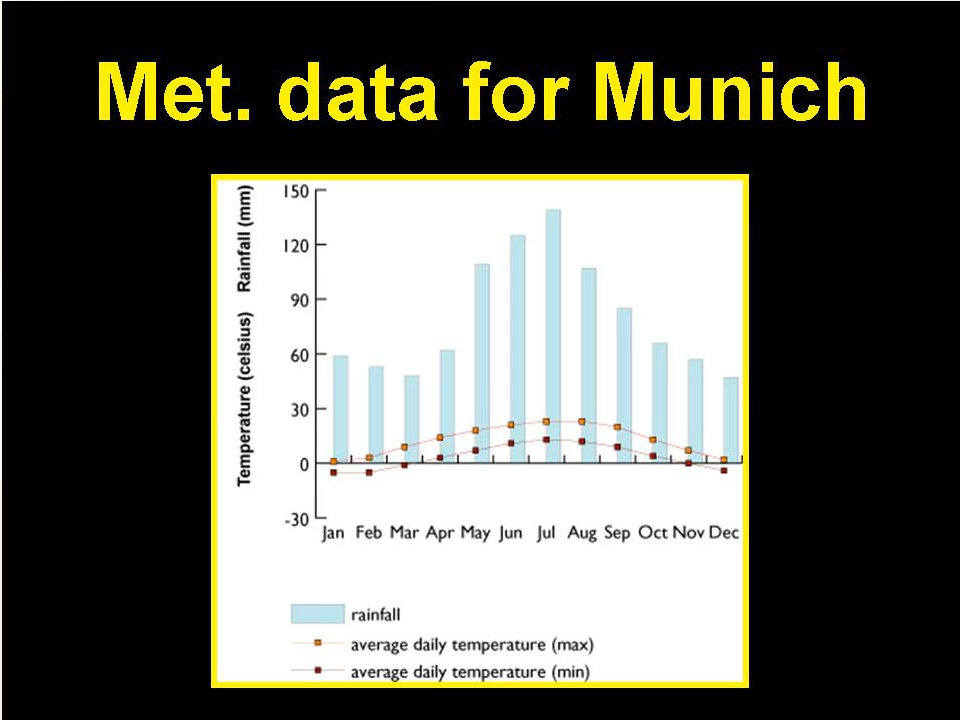 Met. data for Munich
Temperature (celsius) Rainfall (mm)
150
120
90
60
30
0
-30
Jan Feb Mar Apr May Jun Jul Aug Sep Oct Nov Dec
rainfall
average daily temperature (max)
average daily temperature (min)